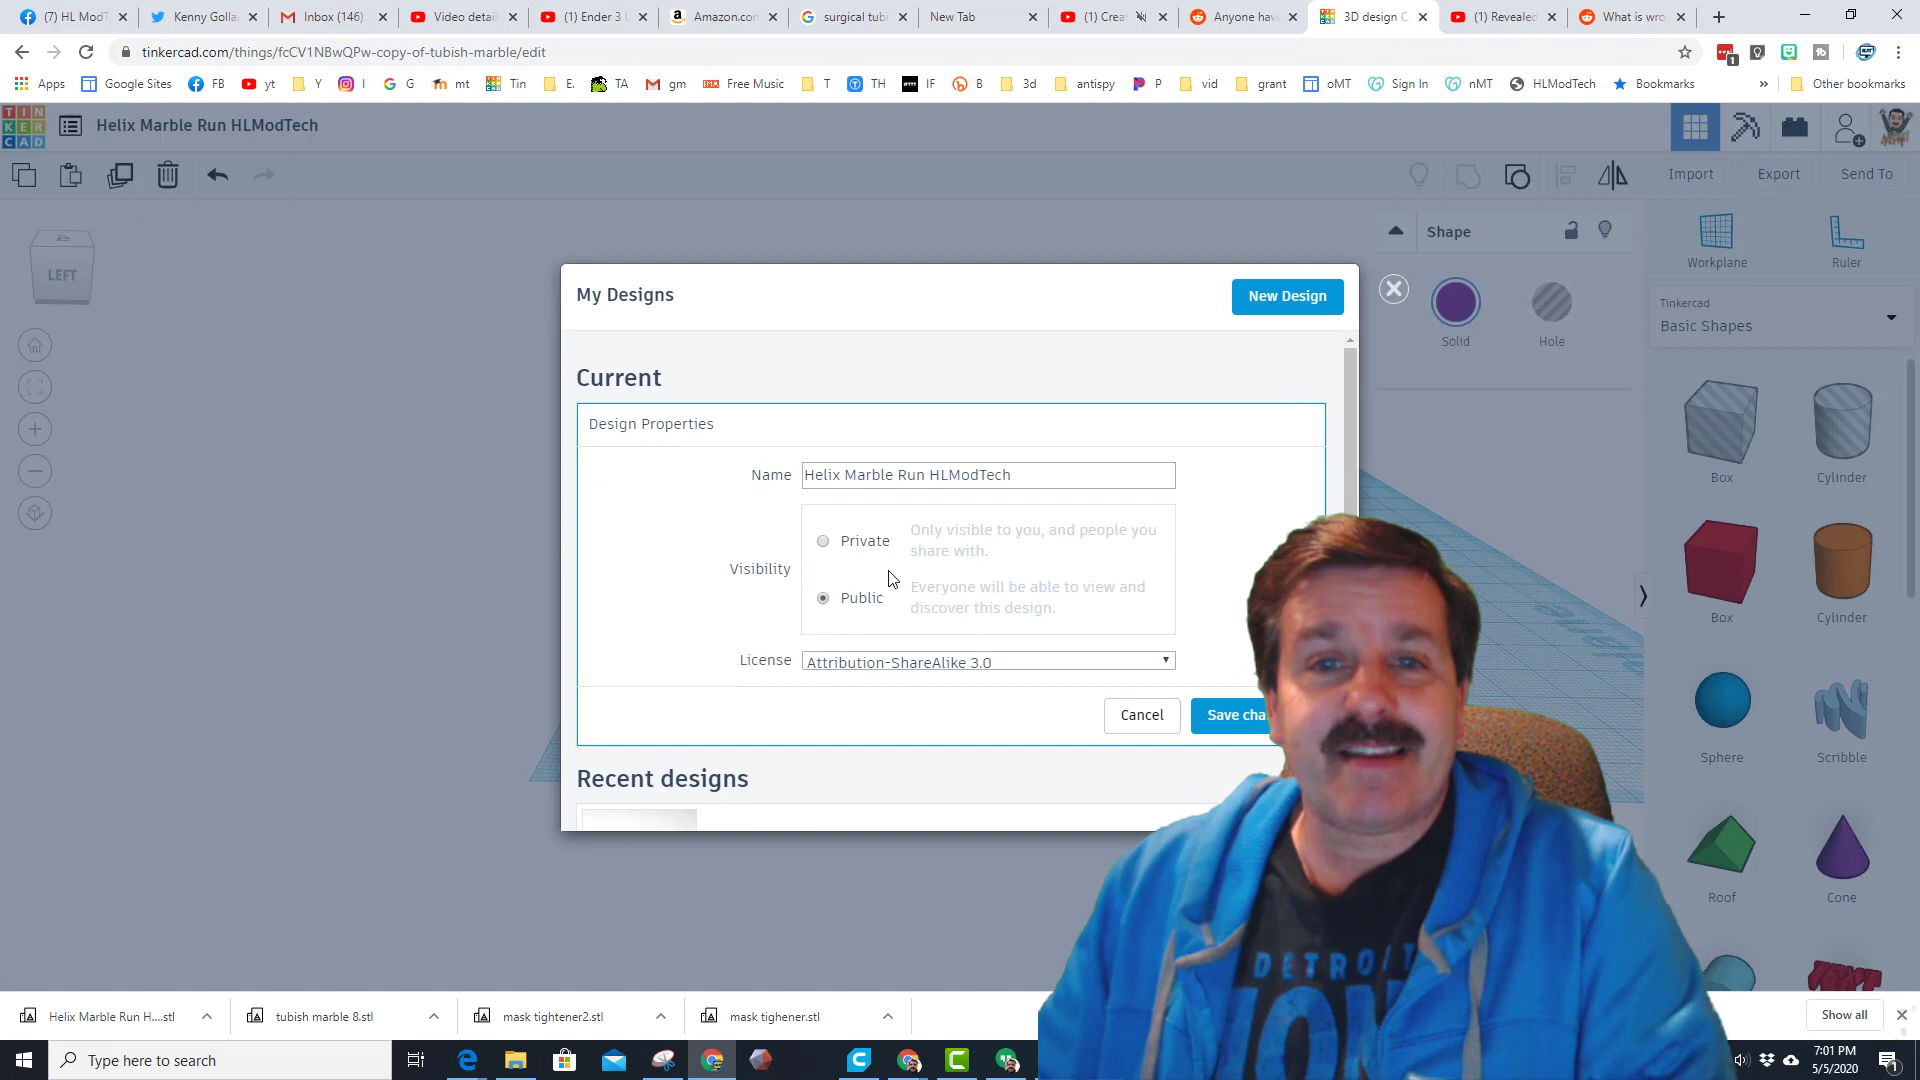 (7) HL ModT
Kenny Golla
Inbox (146)
Video detail
(1) Ender 3
Amazon.com
surgical tub
New Tab
(1) Crea
Anyone hav
3D design C
(1) Revealed
What is wro
tinkercad.com/things/fcCV1NBwQPw-copy-of-tubish-marble/edit
Apps
Google Sites
FB
yt
Y
I
G
mt
Tin
E.
TA
gm
Free Music
T
TH
IF
B
3d
antispy
P
vid
grant
oMT
Sign In
nMT
HLModTech
Bookmarks
»
Other bookmarks
TIN
KER
CAD
Helix Marble Run HLModTech
Import
Export
Send To
LEFT
Shape
Solid
Hole
Workplane
Ruler
Tinkercad
Basic Shapes
Box
Cylinder
Box
Cylinder
Sphere
Scribble
Roof
Cone
TEXT
My Designs
New Design
Current
Design Properties
Name
Helix Marble Run HLModTech
Visibility
Private
Only visible to you, and people you
share with.
Public
Everyone will be able to view and
discover this design.
License
Attribution-ShareAlike 3.0
Cancel
Save cha
Recent designs
DETROIT
Helix Marble Run H....stl
tubish marble 8.stl
mask tightener2.stl
mask tighener.stl
Show all
Type here to search
7:01 PM
5/5/2020
1